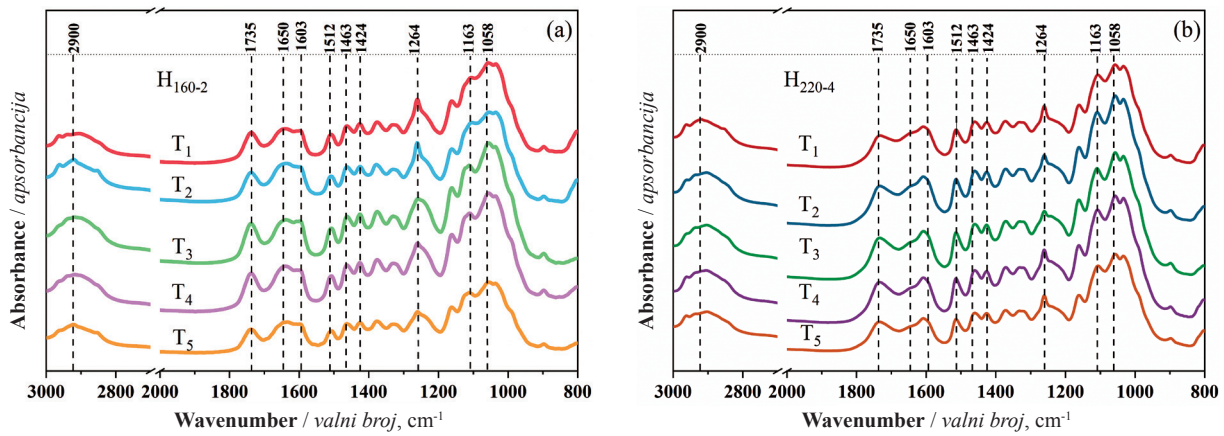 2900 1735 1650 1603 1512 1463 1424 1264 1163 1058 (a)
H160-2
T1
T2
T3
T4
T5
Absorbance / apsorbancija
3000 2000 1800 1600 1400 1200 1000 800
Wavenumber / valni broj, cm-1
2900 1735 1650 1603 1512 1463 1424 1264 1163 1058 (b)
H220-4
T1
T2
T3
T4
T5
Absorbance / apsorbancija
3000 2000 1800 1600 1400 1200 1000 800
Wavenumber / valni broj, cm-1